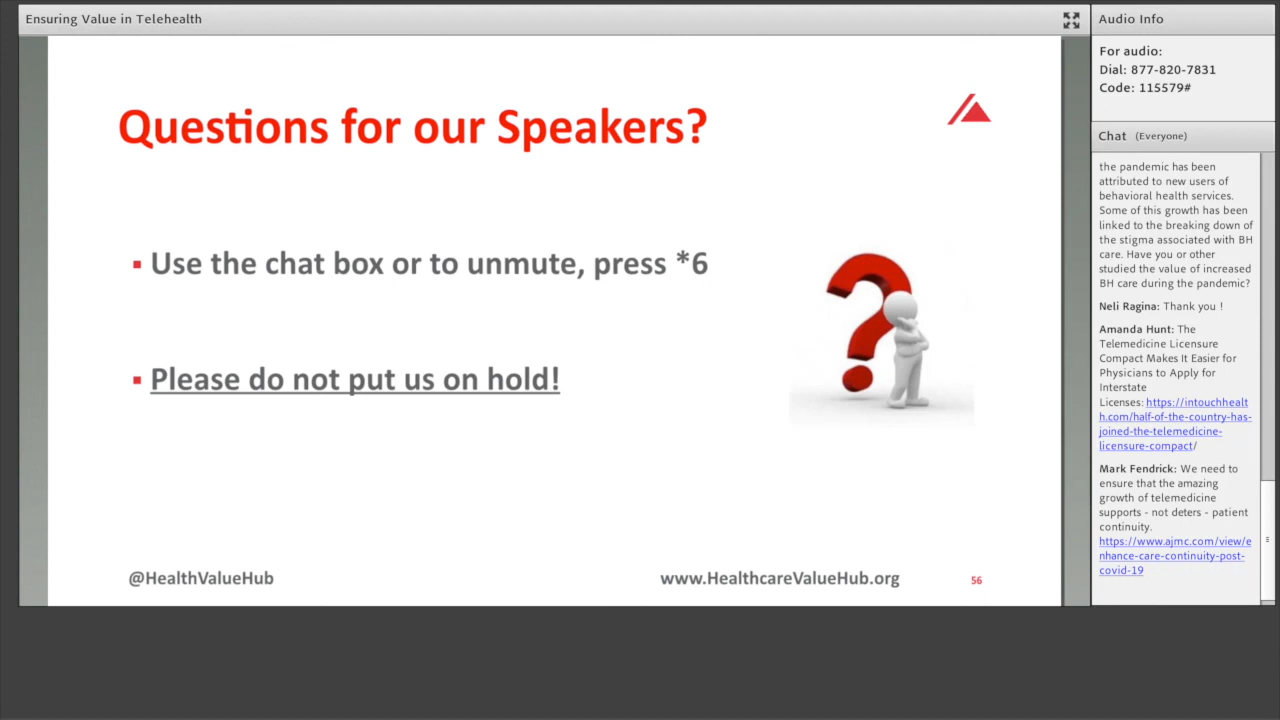 Ensuring Value in Telehealth
Questions for our Speakers?
▪ Use the chat box or to unmute, press *6
▪ Please do not put us on hold!
@HealthValueHub
www.HealthcareValueHub.org
56
Audio Info
For audio:
Dial: 877-820-7831
Code: 115579#
Chat (Everyone)
the pandemic has been
attributed to new users of
behavioral health services.
Some of this growth has been
linked to the breaking down of
the stigma associated with BH
care. Have you or other
studied the value of increased
BH care during the pandemic?
Neli Ragina: Thank you !
Amanda Hunt: The
Telemedicine Licensure
Compact Makes It Easier for
Physicians to Apply for
Interstate
Licenses: https://intouchhealt
h.com/half-of-the-country-has-
joined-the-telemedicine-
licensure-compact/
Mark Fendrick: We need to
ensure that the amazing
growth of telemedicine
supports - not deters - patient
continuity.
https://www.ajmc.com/view/e
nhance-care-continuity-post-
covid-19